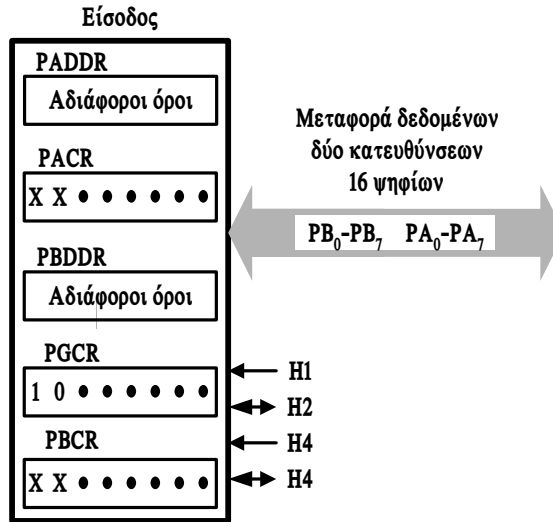 Είσοδος
PADDR
Αδιάφοροι όροι
PACR
X X • • • • • •
PBDDR
Αδιάφοροι όροι
PGCR
1 0 • • • • • •
PBCR
X X • • • • • •
Μεταφορά δεδομένων
δύο κατευθύνσεων
16 ψηφίων
PB₀-PB₇ PA₀-PA₇
H1
H2
H4
H4